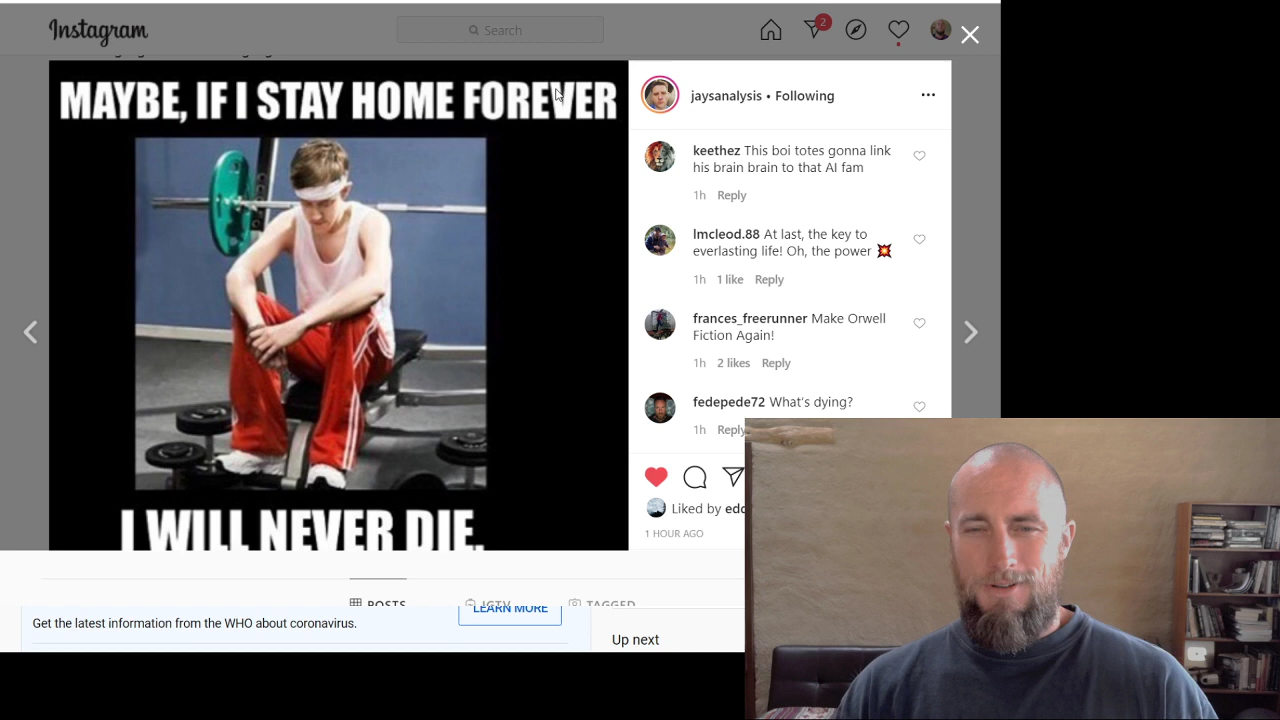 Instagram
Search
2
MAYBE, IF I STAY HOME FOREVER
I WILL NEVER DIE.
jaysanalysis • Following
keethez This boi totes gonna link
his brain brain to that AI fam
1h Reply
lmcleod.88 At last, the key to
everlasting life! Oh, the power 💥
1h 1 like Reply
frances_freerunner Make Orwell
Fiction Again!
1h 2 likes Reply
fedepede72 What's dying?
1h Reply
Liked by
1 HOUR AGO
POSTS IGTV TAGGED
LEARN MORE
Get the latest information from the WHO about coronavirus.
Up next